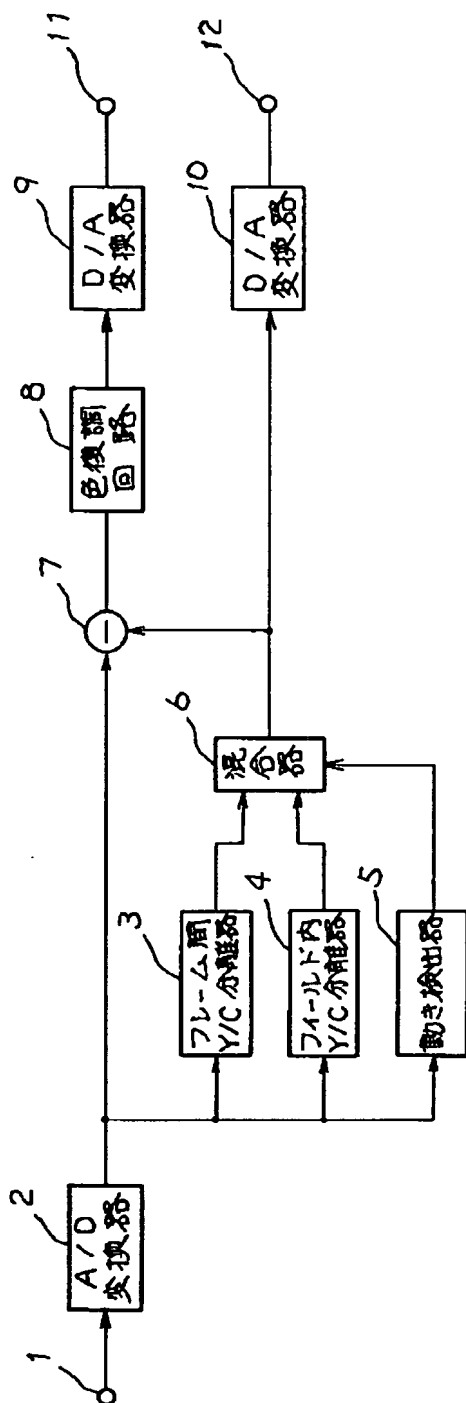 1
2
A/D
変換器
3
フレーム間
Y/C分離器
4
フィールド内
Y/C分離器
5
動き検出器
6
混合器
7
−
8
色復調
回路
9
D/A
変換器
10
D/A
変換器
11
12